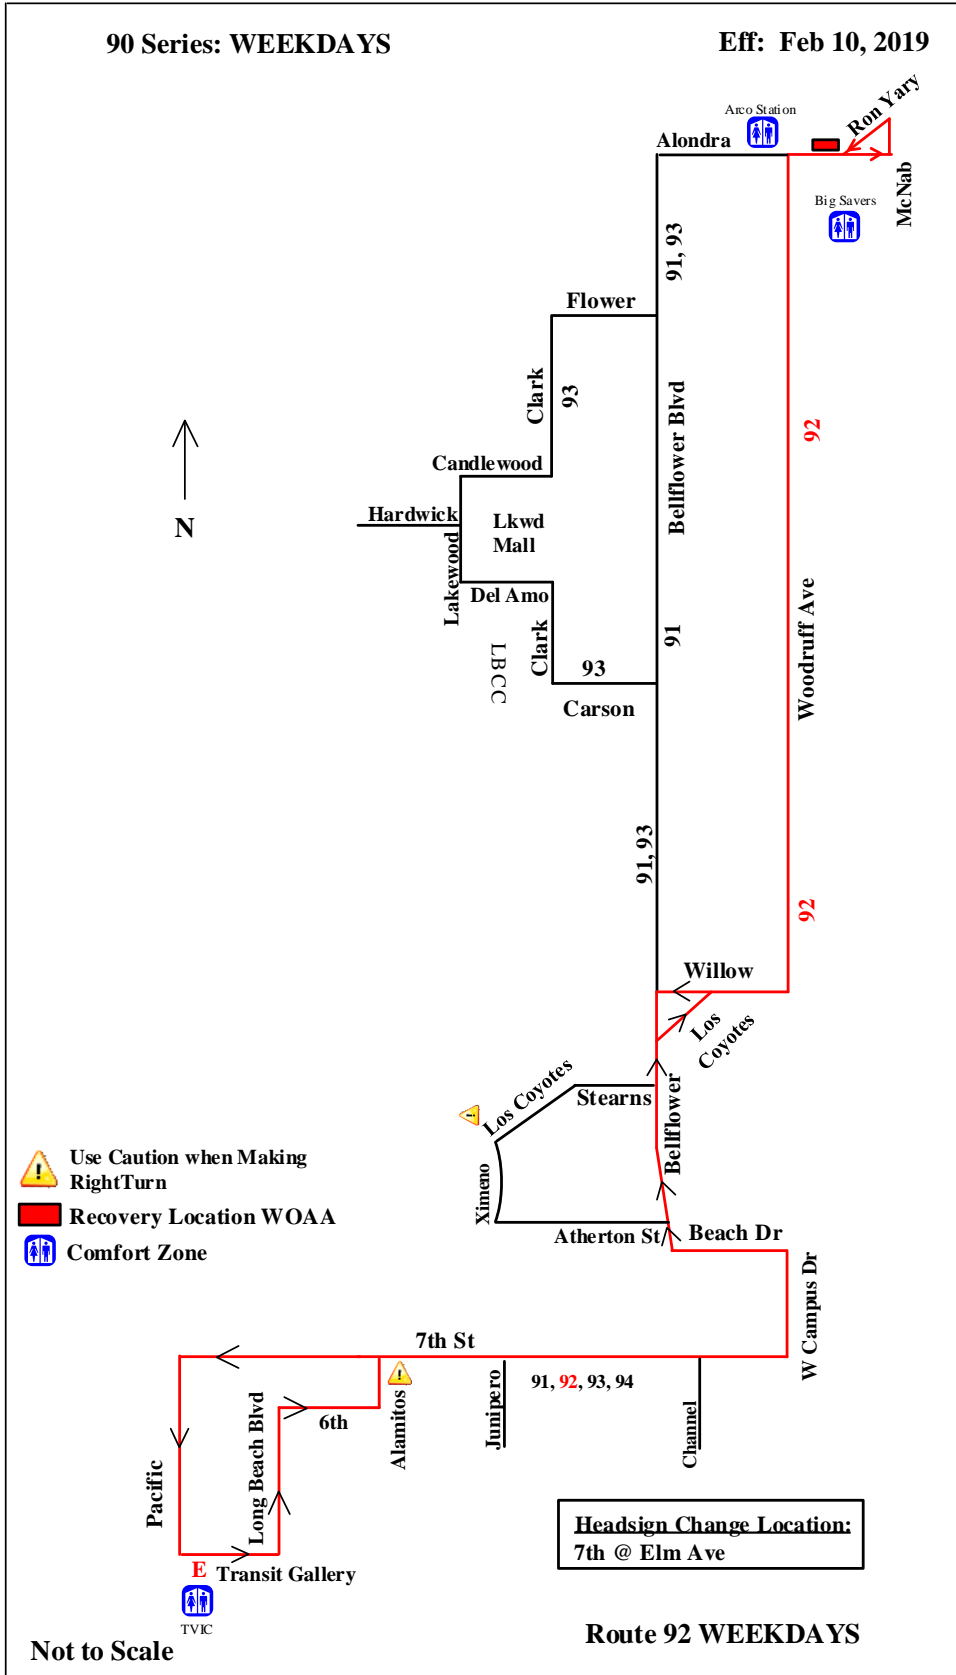 90 Series: WEEKDAYS
Eff: Feb 10, 2019
Arco Station
Ron Yary
Alondra
McNab
Big Savers
91, 93
Flower
Clark
93
Bellflower Blvd
92
Candlewood
Hardwick
Lkwd
Mall
N
Lakewood
Del Amo
Clark
LBCC
93
91
Woodruff Ave
Carson
91, 93
92
Willow
Los
Coyotes
Los Coyotes
Stearns
Bellflower
Use Caution when Making
RightTurn
Ximeno
Recovery Location WOAA
Atherton St
Beach Dr
Comfort Zone
W Campus Dr
7th St
91, 92, 93, 94
Junipero
Channel
6th
Alamitos
Long Beach Blvd
Pacific
Headsign Change Location:
7th @ Elm Ave
E
Transit Gallery
TVIC
Route 92 WEEKDAYS
Not to Scale